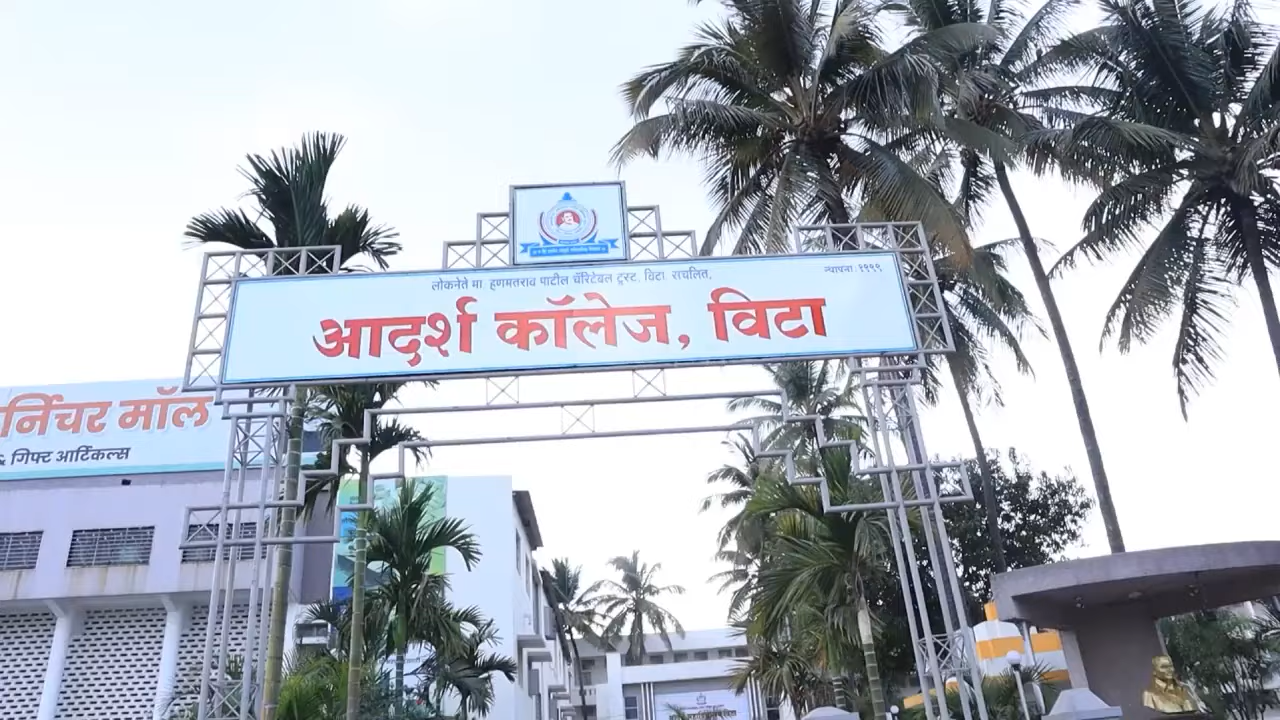 लोकनेते मा. हणमतराव पाटील चॅरिटेबल ट्रस्ट, विटा. संचलित,
स्थापना: १९९९
आदर्श कॉलेज, विटा
र्निचर मॉल
& गिफ्ट आर्टिकल्स